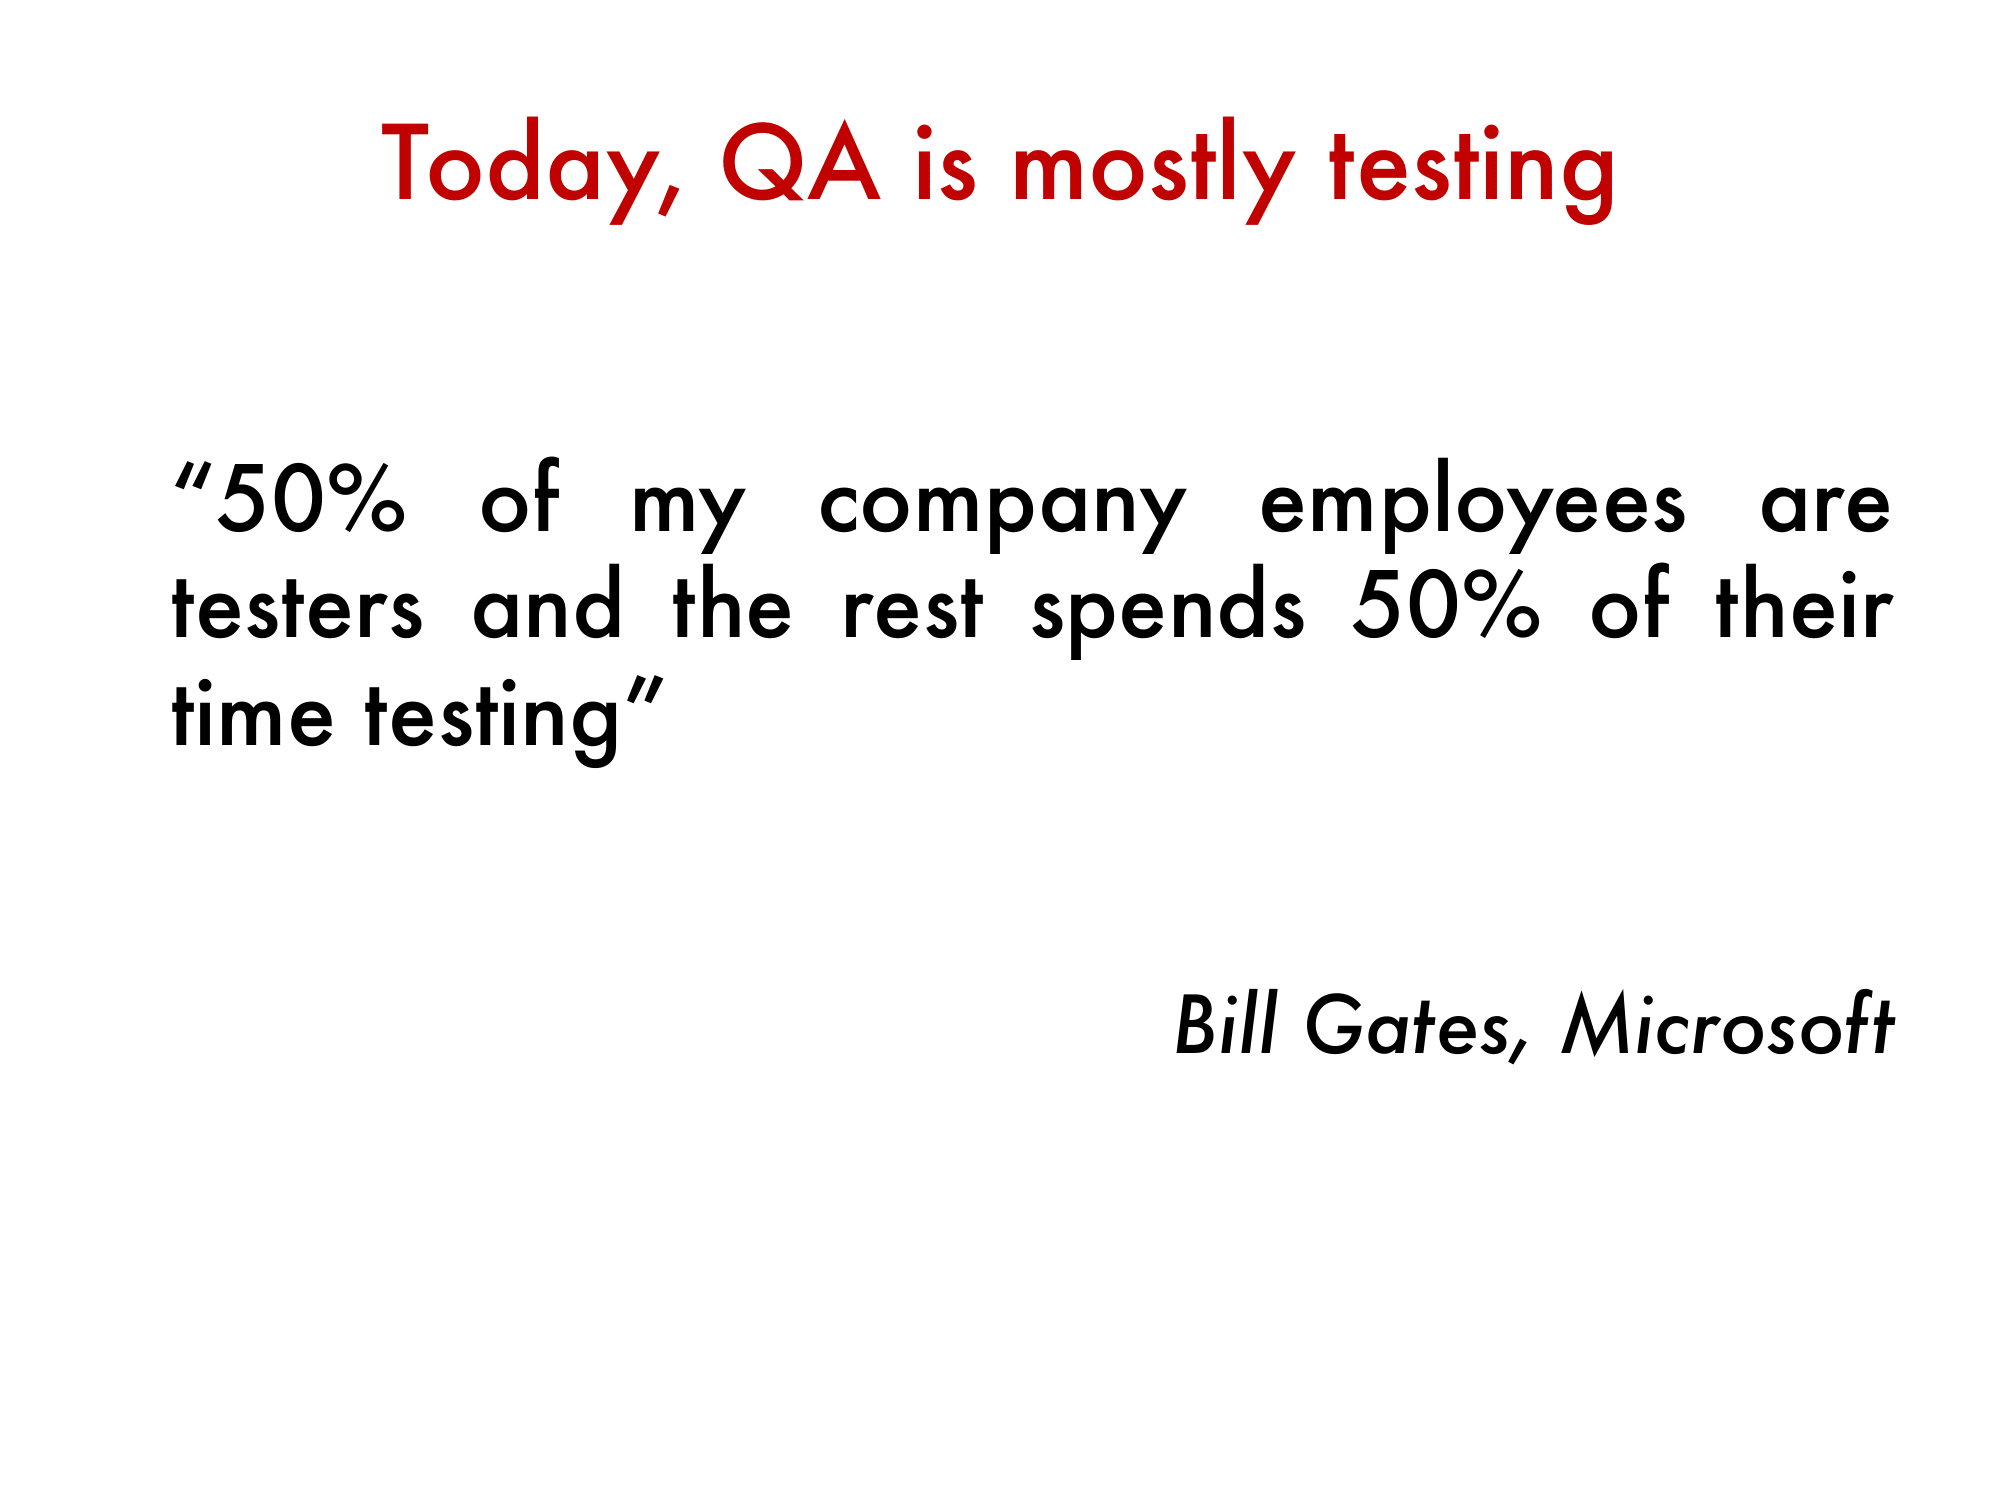 Today, QA is mostly testing
“50% of my company employees are
testers and the rest spends 50% of their
time testing”
Bill Gates, Microsoft